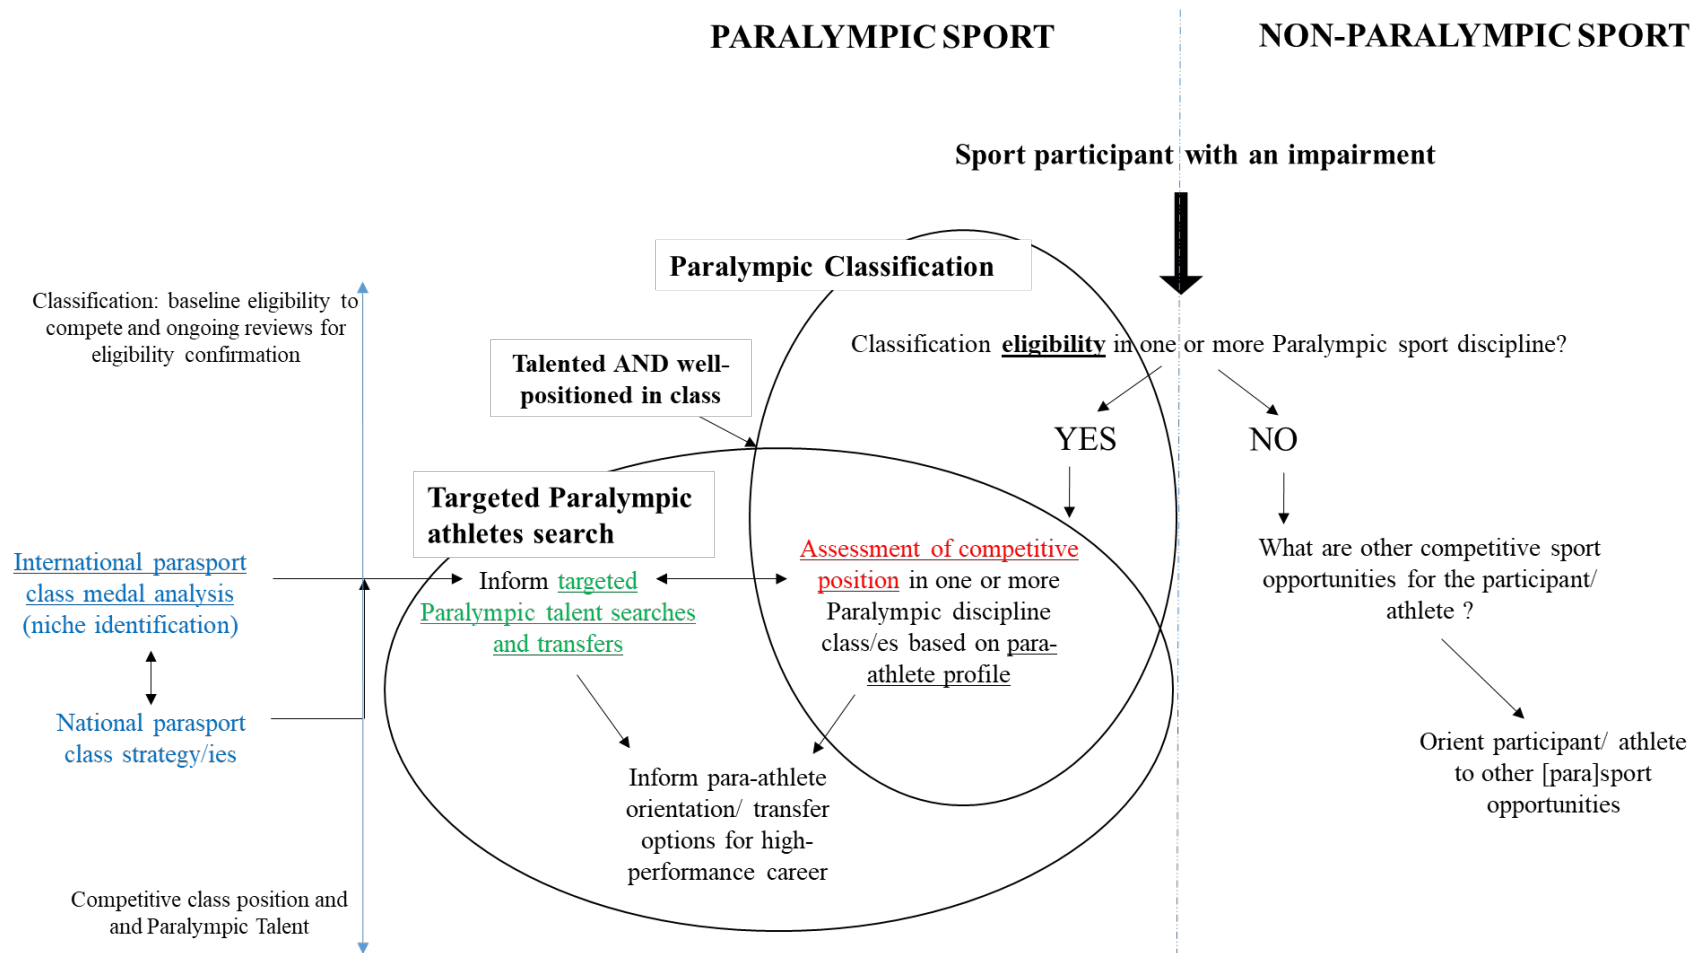 PARALYMPIC SPORT
NON-PARALYMPIC SPORT
Sport participant with an impairment
Paralympic Classification
Classification: baseline eligibility to
compete and ongoing reviews for
eligibility confirmation
Classification eligibility in one or more Paralympic sport discipline?
Talented AND well-
positioned in class
YES
NO
Targeted Paralympic
athletes search
International parasport
class medal analysis
(niche identification)
Inform targeted
Paralympic talent searches
and transfers
Assessment of competitive
position in one or more
Paralympic discipline
class/es based on para-
athlete profile
What are other competitive sport
opportunities for the participant/
athlete ?
National parasport
class strategy/ies
Inform para-athlete
orientation/ transfer
options for high-
performance career
Orient participant/ athlete
to other [para]sport
opportunities
Competitive class position and
and Paralympic Talent